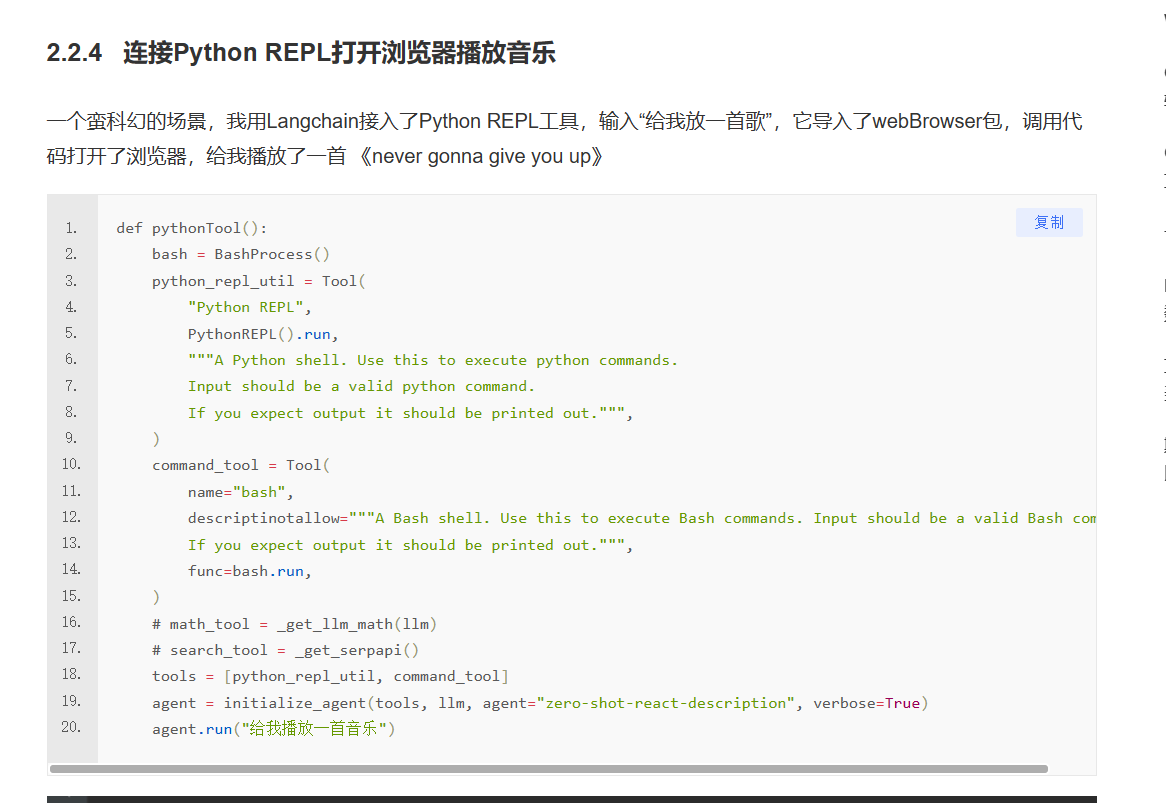 2.2.4 连接Python REPL打开浏览器播放音乐
一个蛮科幻的场景，我用Langchain接入了Python REPL工具，输入“给我放一首歌”，它导入了webBrowser包，调用代
码打开了浏览器，给我播放了一首 《never gonna give you up》
复制
1. def pythonTool():
2.     bash = BashProcess()
3.     python_repl_util = Tool(
4.         "Python REPL",
5.         PythonREPL().run,
6.         """A Python shell. Use this to execute python commands.
7.         Input should be a valid python command.
8.         If you expect output it should be printed out.""",
9.     )
10.     command_tool = Tool(
11.         name="bash",
12.         descriptinotallow="""A Bash shell. Use this to execute Bash commands. Input should be a valid Bash com
13.         If you expect output it should be printed out.""",
14.         func=bash.run,
15.     )
16.     # math_tool = _get_llm_math(llm)
17.     # search_tool = _get_serpapi()
18.     tools = [python_repl_util, command_tool]
19.     agent = initialize_agent(tools, llm, agent="zero-shot-react-description", verbose=True)
20.     agent.run("给我播放一首音乐")